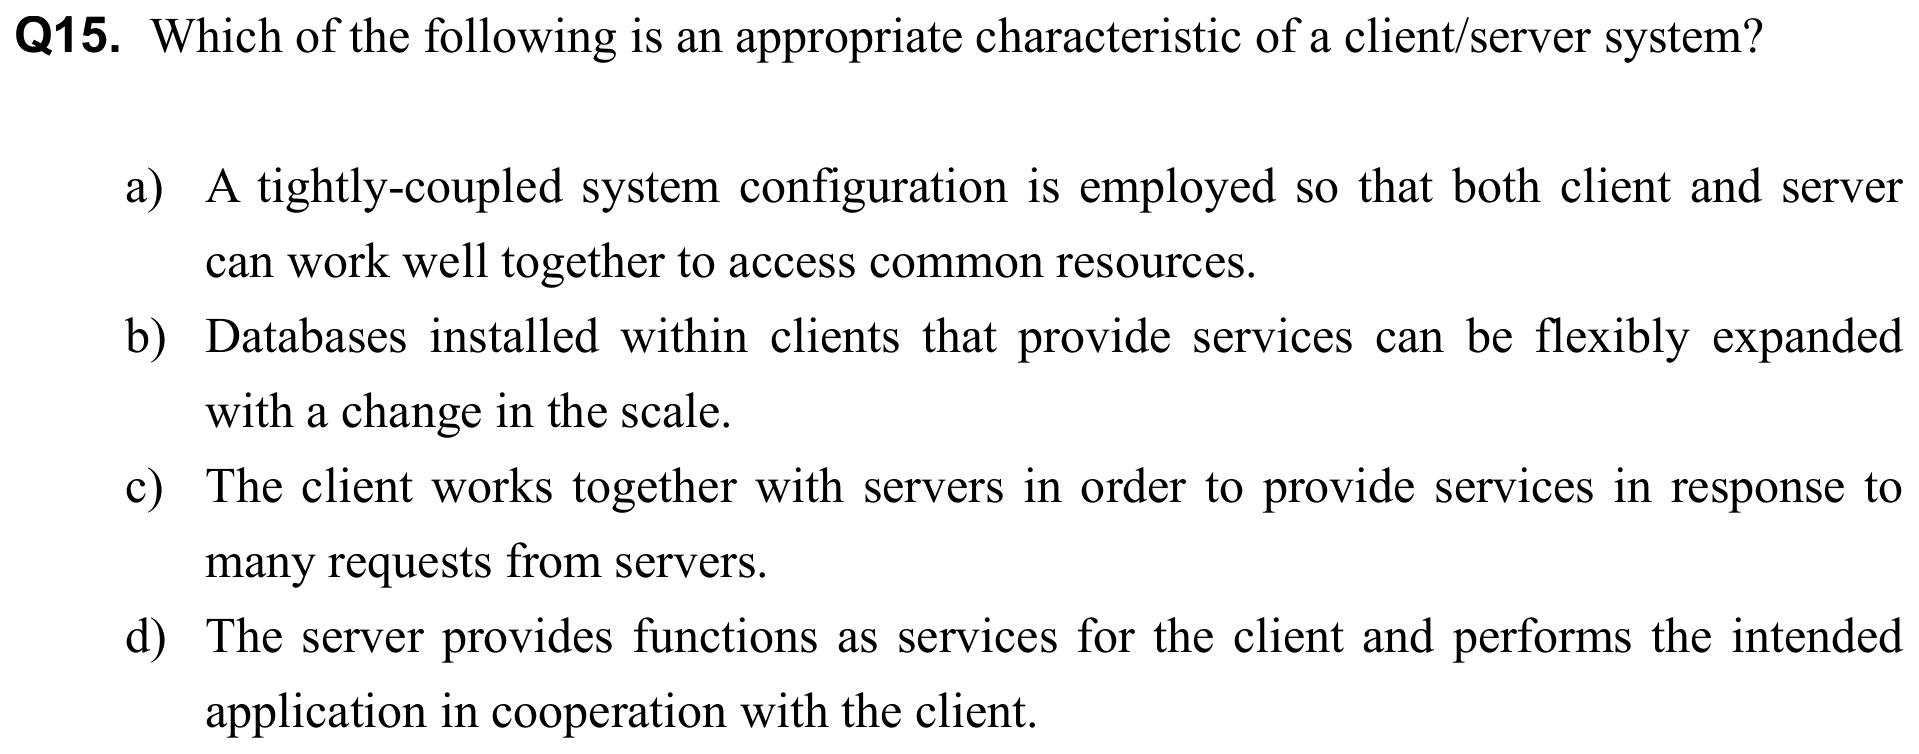 Q15. Which of the following is an appropriate characteristic of a client/server system?
a) A tightly-coupled system configuration is employed so that both client and server
can work well together to access common resources.
b) Databases installed within clients that provide services can be flexibly expanded
with a change in the scale.
c) The client works together with servers in order to provide services in response to
many requests from servers.
d) The server provides functions as services for the client and performs the intended
application in cooperation with the client.